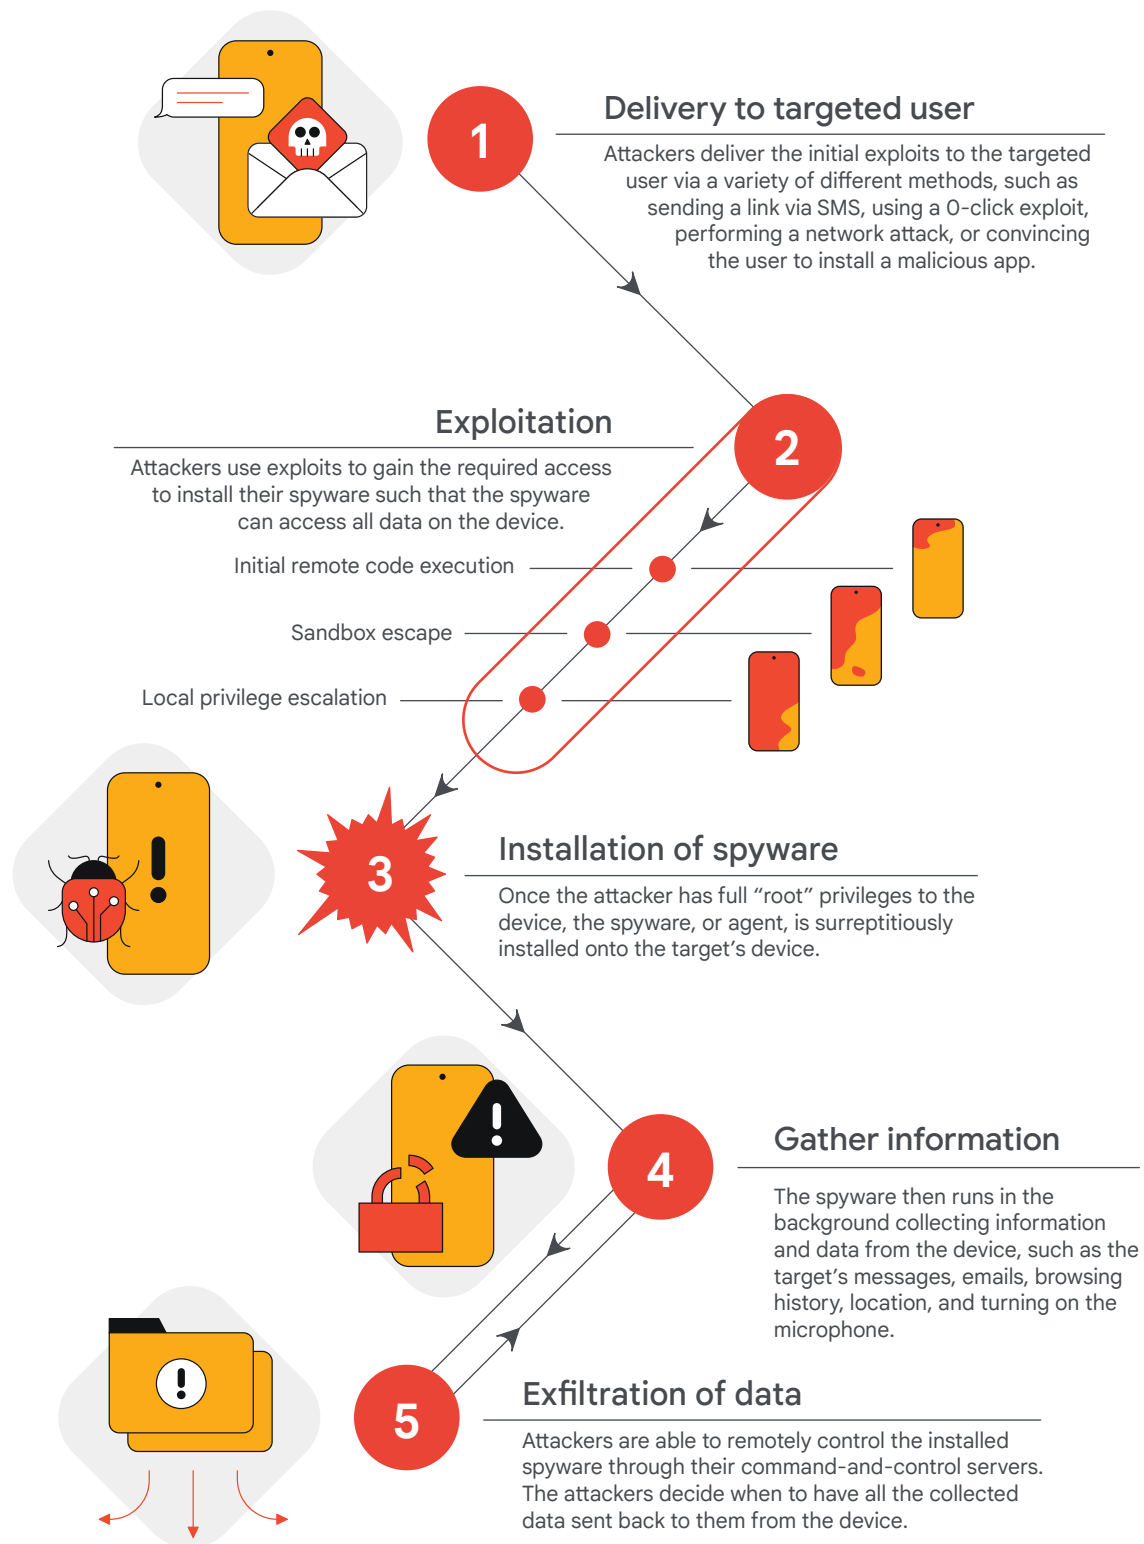 1
Delivery to targeted user
Attackers deliver the initial exploits to the targeted
user via a variety of different methods, such as
sending a link via SMS, using a 0-click exploit,
performing a network attack, or convincing
the user to install a malicious app.
Exploitation
2
Attackers use exploits to gain the required access
to install their spyware such that the spyware
can access all data on the device.
Initial remote code execution
Sandbox escape
Local privilege escalation
3
Installation of spyware
Once the attacker has full “root” privileges to the
device, the spyware, or agent, is surreptitiously
installed onto the target’s device.
4
Gather information
The spyware then runs in the
background collecting information
and data from the device, such as the
target’s messages, emails, browsing
history, location, and turning on the
microphone.
5
Exfiltration of data
Attackers are able to remotely control the installed
spyware through their command-and-control servers.
The attackers decide when to have all the collected
data sent back to them from the device.